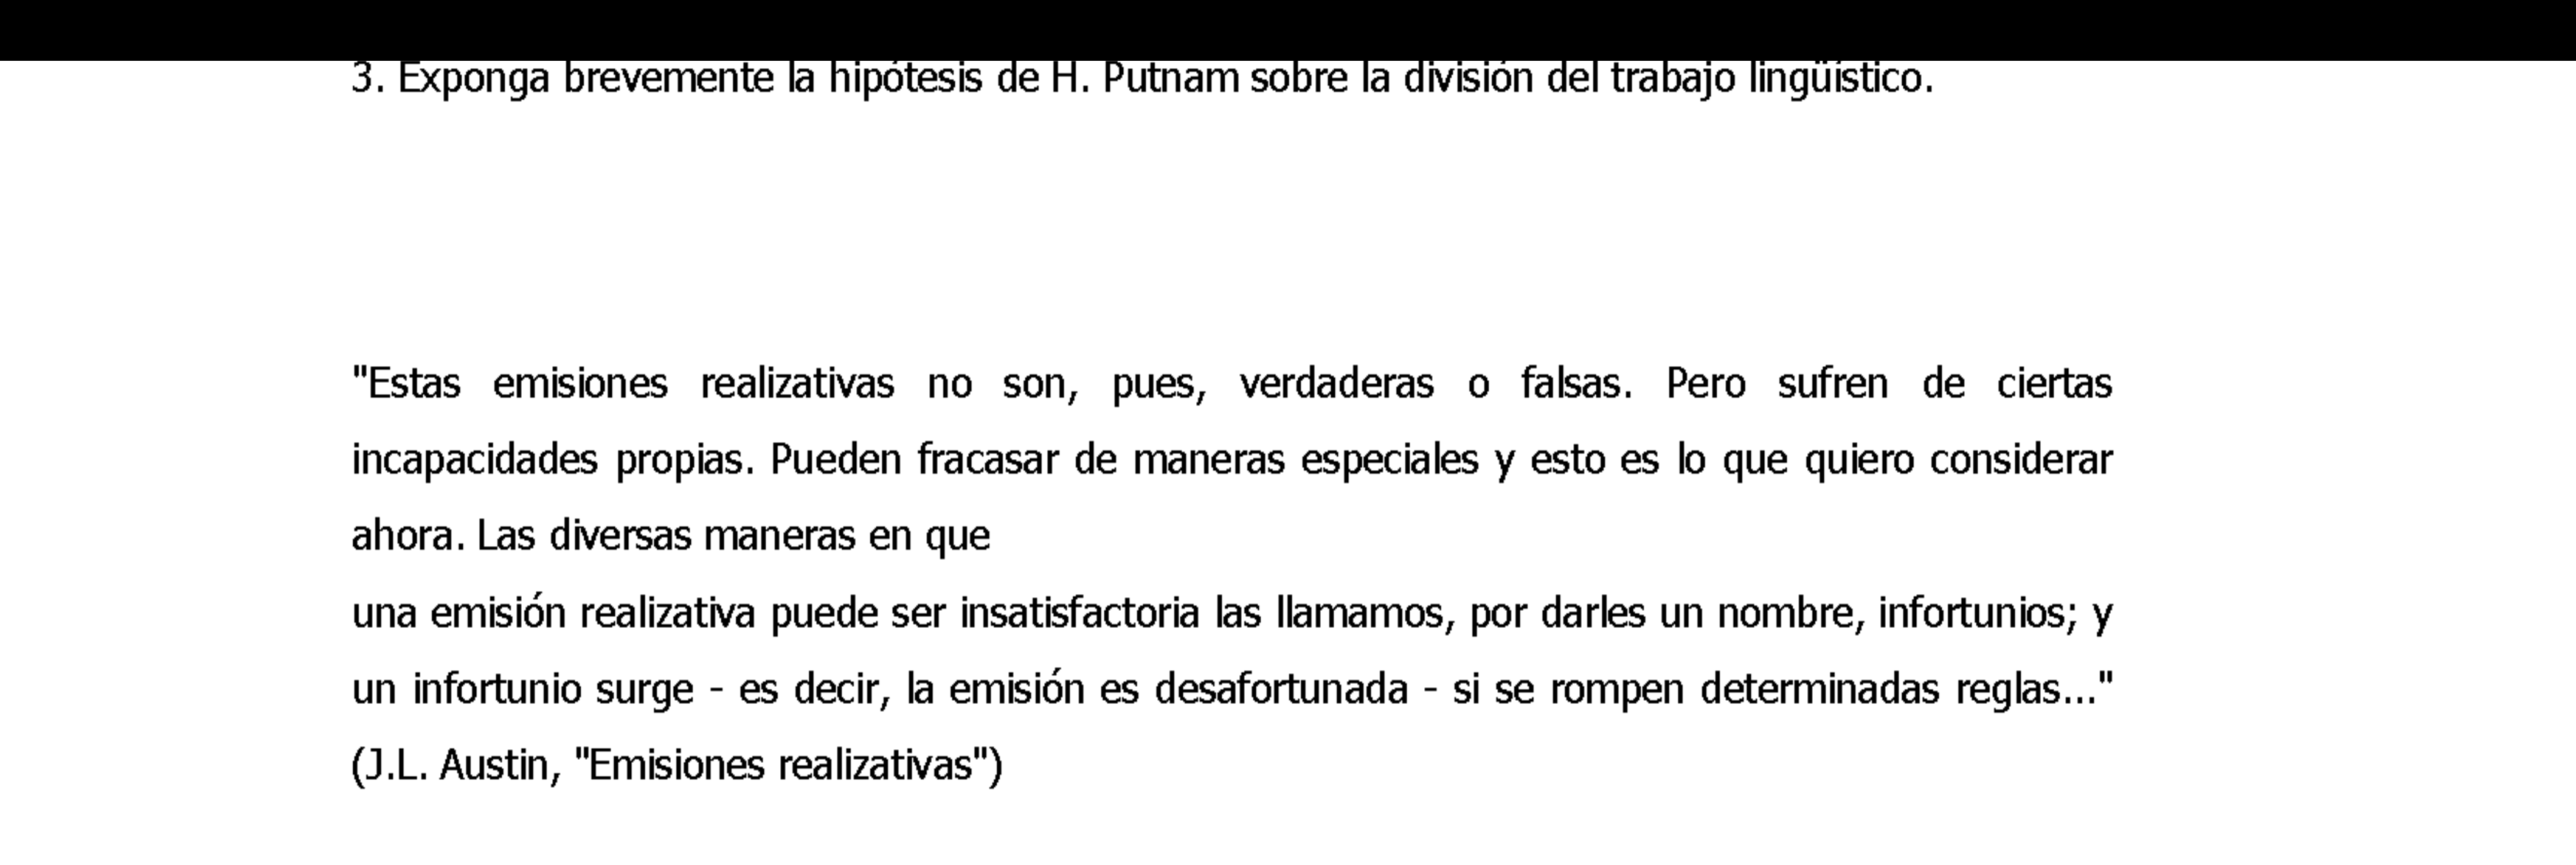 3. Exponga brevemente la hipótesis de H. Putnam sobre la división del trabajo lingüístico.
"Estas emisiones realizativas no son, pues, verdaderas o falsas. Pero sufren de ciertas
incapacidades propias. Pueden fracasar de maneras especiales y esto es lo que quiero considerar
ahora. Las diversas maneras en que
una emisión realizativa puede ser insatisfactoria las llamamos, por darles un nombre, infortunios; y
un infortunio surge - es decir, la emisión es desafortunada - si se rompen determinadas reglas..."
(J.L. Austin, "Emisiones realizativas")